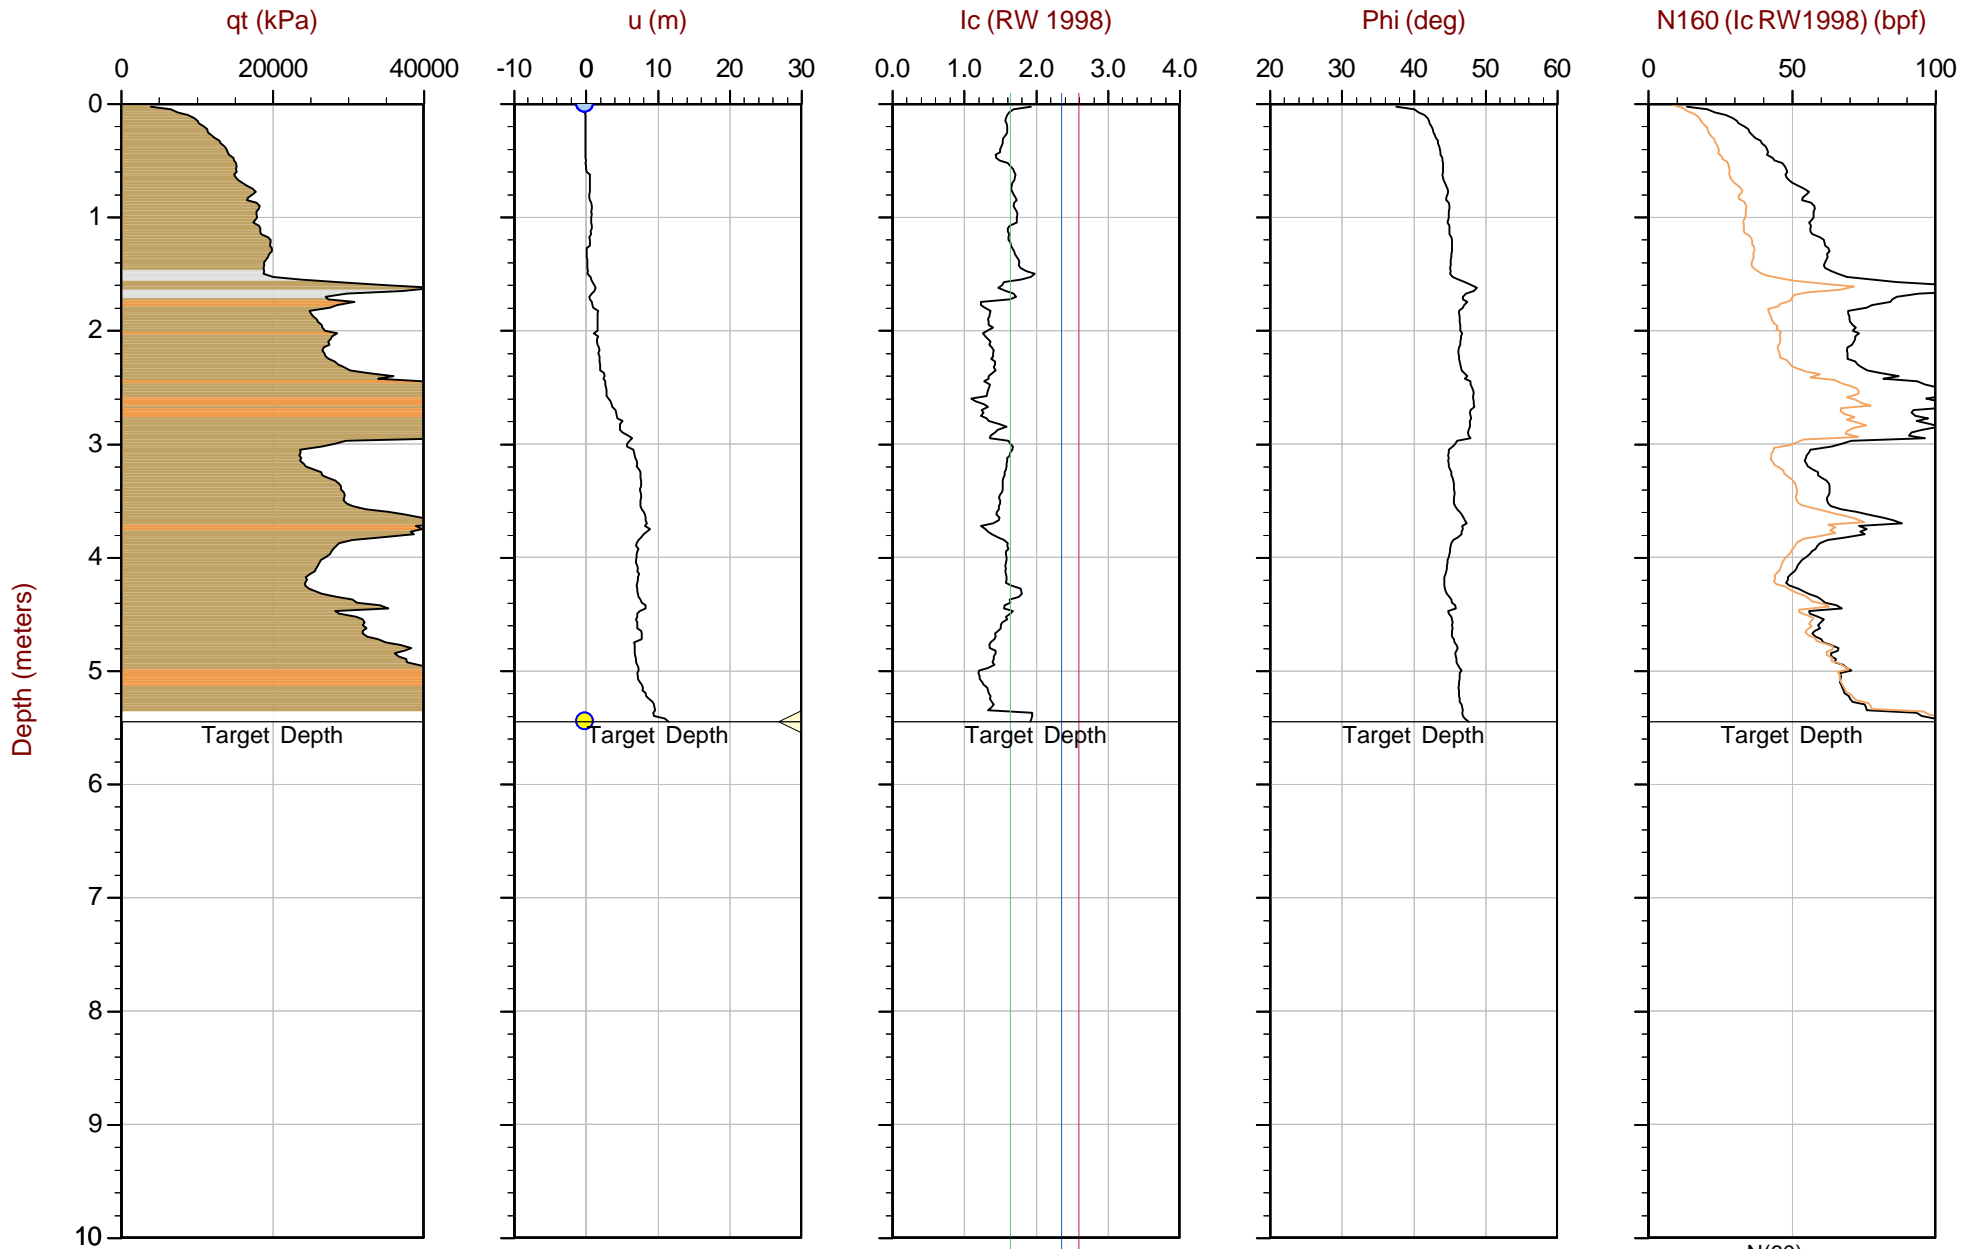 qt (kPa) u (m) Ic (RW 1998) Phi (deg) N160 (Ic RW1998) (bpf)
0 20000 40000 -10 0 10 20 30 0.0 1.0 2.0 3.0 4.0 20 30 40 50 60 0 50 100
0
1
2
3
4
5
Target Depth Target Depth Target Depth Target Depth Target Depth
6
7
8
9
10
Depth (meters)